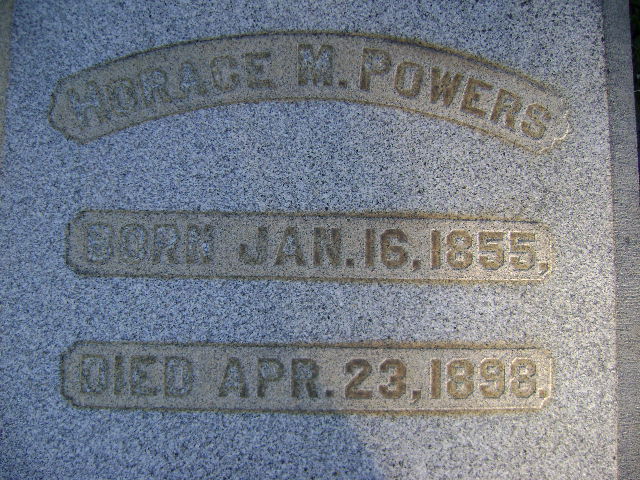 HORACE M. POWERS
BORN JAN. 16, 1855,
DIED APR. 23, 1898.